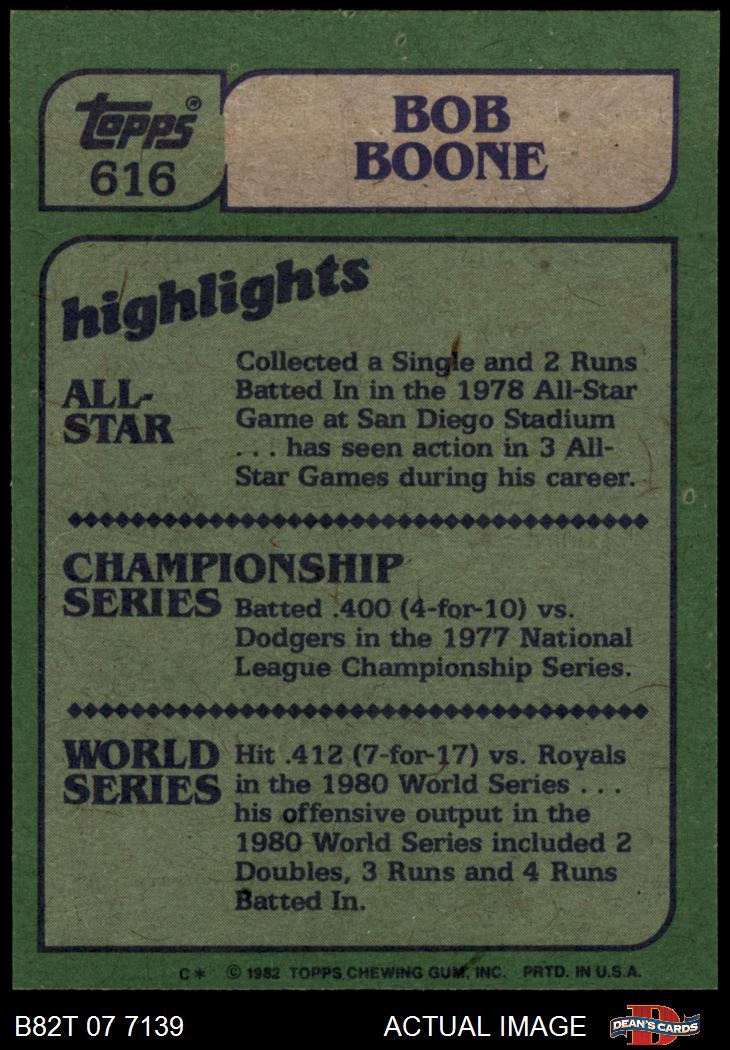 topps®
616
BOB
BOONE
highlights
ALL-
STAR
Collected a Single and 2 Runs
Batted In in the 1978 All-Star
Game at San Diego Stadium
. . . has seen action in 3 All-
Star Games during his career.
CHAMPIONSHIP
SERIES
Batted .400 (4-for-10) vs.
Dodgers in the 1977 National
League Championship Series.
WORLD
SERIES
Hit .412 (7-for-17) vs. Royals
in the 1980 World Series . . .
his offensive output in the
1980 World Series included 2
Doubles, 3 Runs and 4 Runs
Batted In.
C* © 1982 TOPPS CHEWING GUM, INC. PRTD. IN U.S.A.
B82T 07 7139 ACTUAL IMAGE
D
DEAN'S CARDS